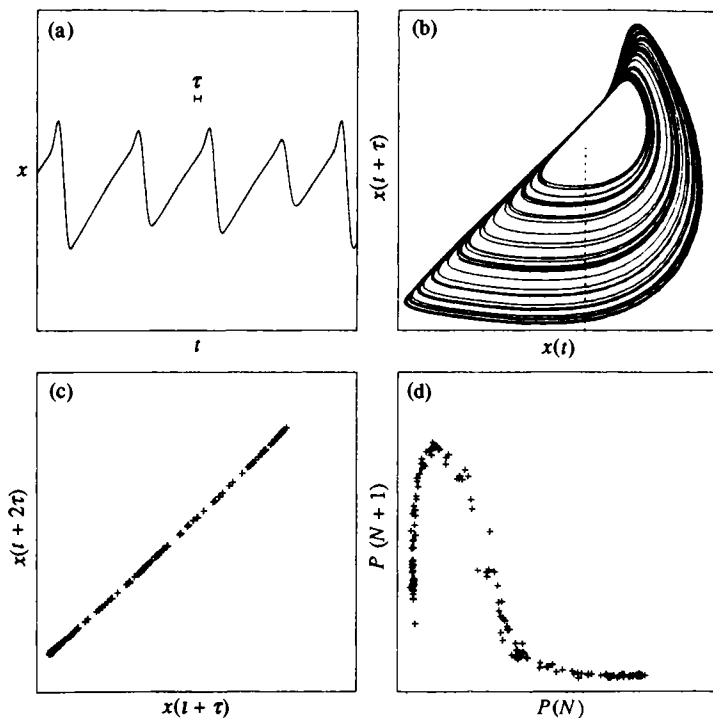 (a)
τ
x
t
(b)
x(t + τ)
x(t)
(c)
x(t + 2τ)
x(t + τ)
(d)
P(N + 1)
P(N)